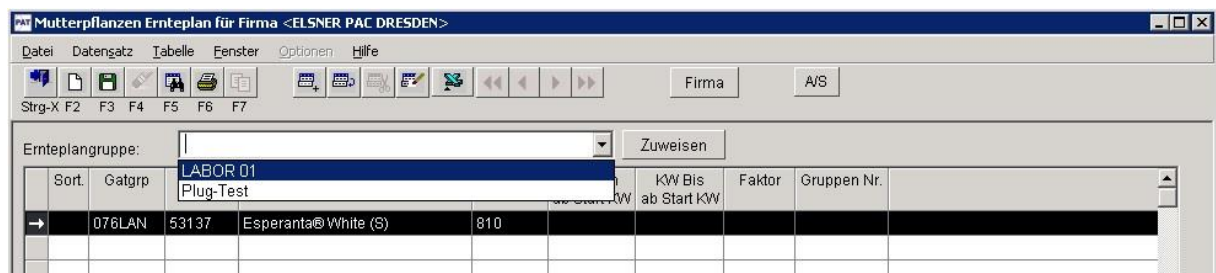 PAT Mutterpflanzen Ernteplan für Firma <ELSNER PAC DRESDEN>
Datei Datensatz Tabelle Fenster Optionen Hilfe
Firma A/S
Strg-X F2 F3 F4 F5 F6 F7
Ernteplangruppe: Zuweisen
LABOR 01
Plug-Test
Sort. Gatgrp KW Bis Faktor Gruppen Nr.
ab Start KW ab Start KW
076LAN 53137 Esperanta® White (S) 810